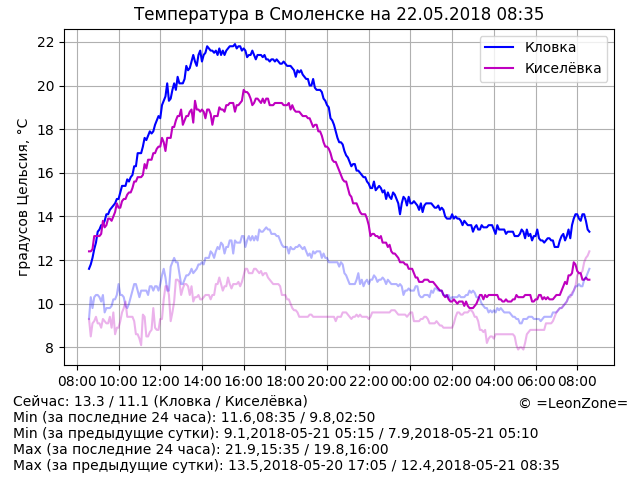 Температура в Смоленске на 22.05.2018 08:35
Кловка
Киселёвка
градусов Цельсия, °C
22
20
18
16
14
12
10
8
08:00 10:00 12:00 14:00 16:00 18:00 20:00 22:00 00:00 02:00 04:00 06:00 08:00
Сейчас: 13.3 / 11.1 (Кловка / Киселёвка)
© =LeonZone=
Min (за последние 24 часа): 11.6,08:35 / 9.8,02:50
Min (за предыдущие сутки): 9.1,2018-05-21 05:15 / 7.9,2018-05-21 05:10
Max (за последние 24 часа): 21.9,15:35 / 19.8,16:00
Max (за предыдущие сутки): 13.5,2018-05-20 17:05 / 12.4,2018-05-21 08:35